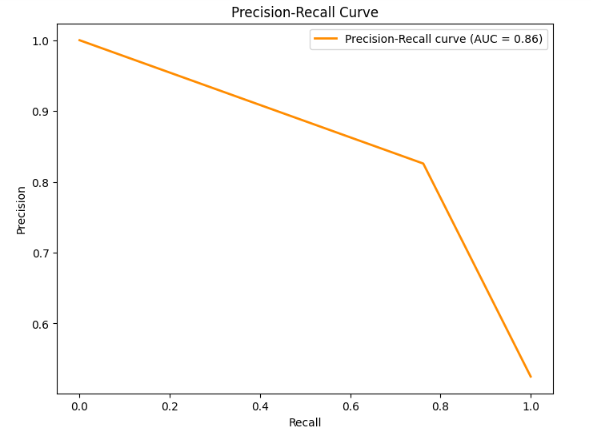 Precision-Recall Curve
Precision-Recall curve (AUC = 0.86)
1.0
0.9
0.8
0.7
0.6
Precision
0.0 0.2 0.4 0.6 0.8 1.0
Recall